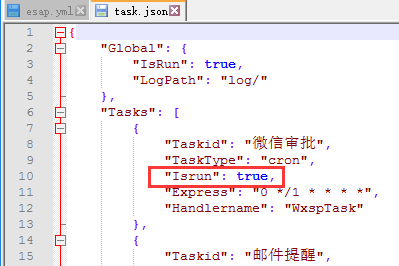 esap.yml task.json
1 {
2 "Global": {
3 "IsRun": true,
4 "LogPath": "log/"
5 },
6 "Tasks": [
7 {
8 "Taskid": "微信审批",
9 "TaskType": "cron",
10 "Isrun": true,
11 "Express": "0 */1 * * * *",
12 "Handlername": "WxspTask"
13 },
14 {
15 "Taskid": "邮件提醒",